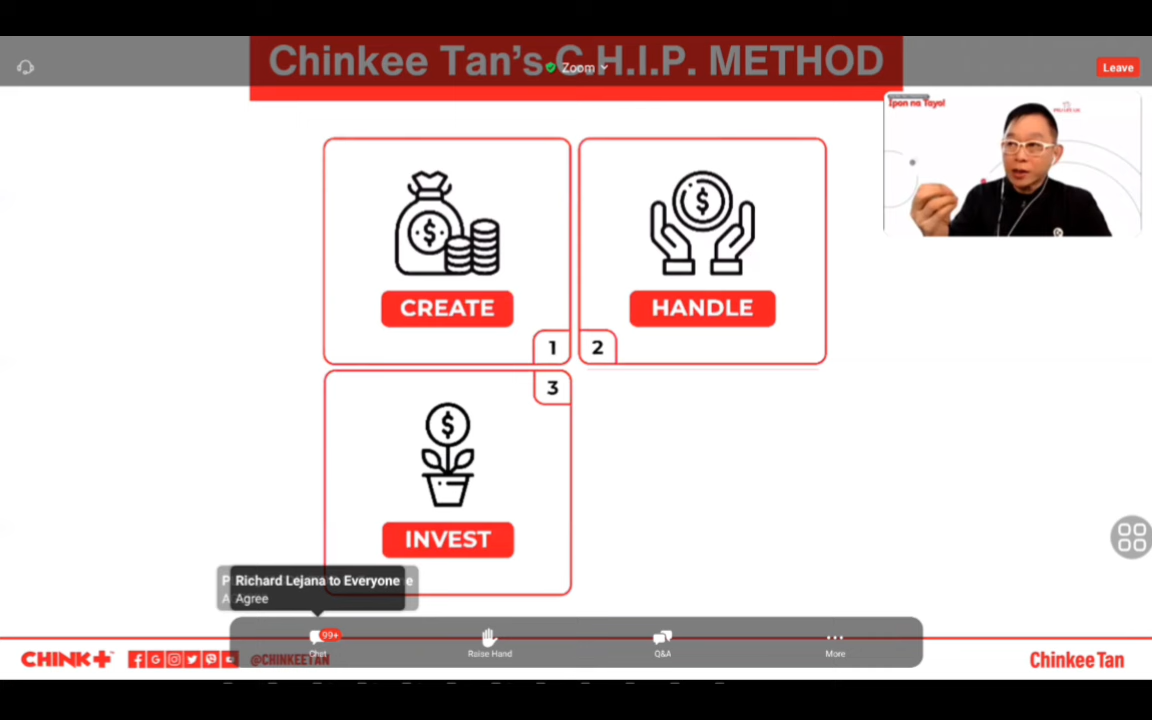 Chinkee Tan's C.H.I.P. METHOD
Zoom
Leave
Ipon na Tayo!
CREATE
1
HANDLE
2
3
INVEST
Richard Lejana to Everyone
Agree
99+
Chat
Raise Hand
Q&A
More
CHINK+
@CHINKEETAN
Chinkee Tan